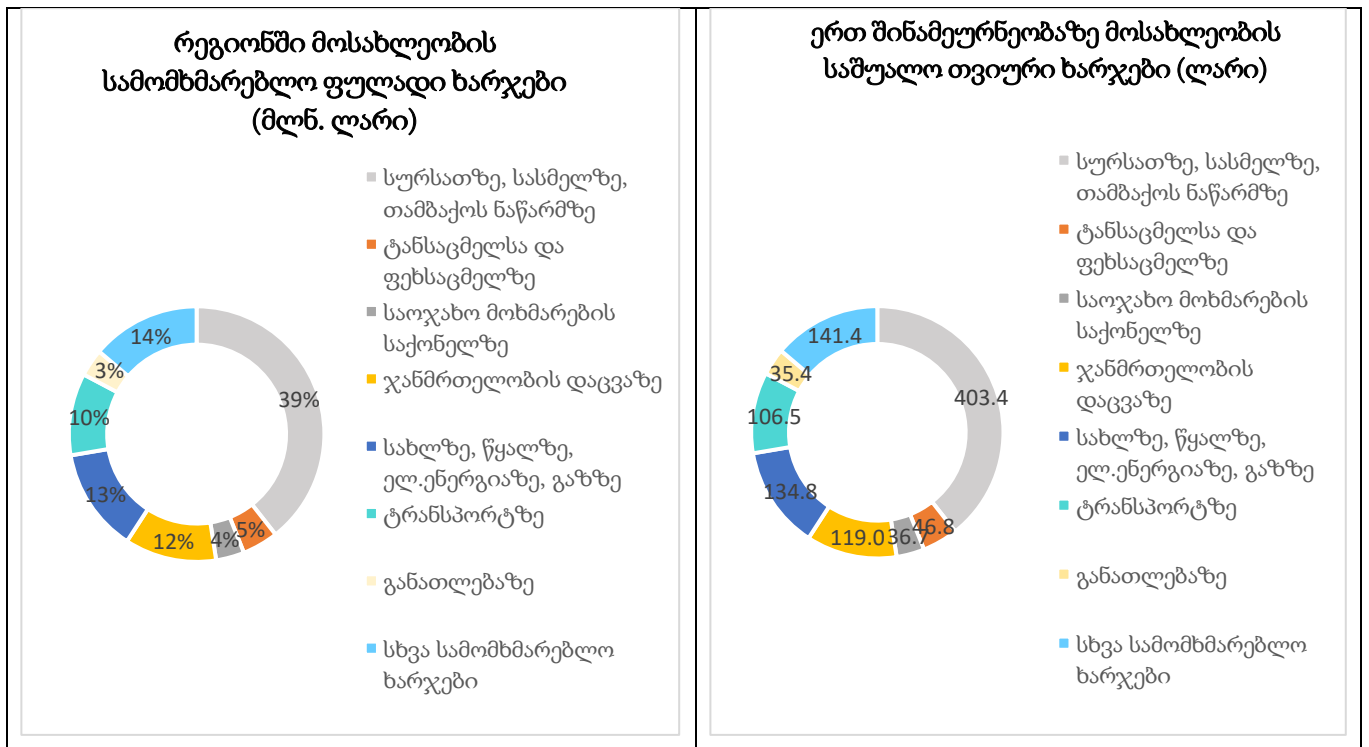 რეგიონში მოსახლეობის
სამომხმარებლო ფულადი ხარჯები
(მლნ. ლარი)
სურსათზე, სასმელზე,
თამბაქოს ნაწარმზე
ტანსაცმელსა და
ფეხსაცმელზე
საოჯახო მოხმარების
საქონელზე
ჯანმრთელობის დაცვაზე
სახლზე, წყალზე,
ელ.ენერგიაზე, გაზზე
ტრანსპორტზე
განათლებაზე
სხვა სამომხმარებლო
ხარჯები
14%
3%
39%
10%
13%
12%
4%
5%
ერთ შინამეურნეობაზე მოსახლეობის
საშუალო თვიური ხარჯები (ლარი)
სურსათზე, სასმელზე,
თამბაქოს ნაწარმზე
ტანსაცმელსა და
ფეხსაცმელზე
საოჯახო მოხმარების
საქონელზე
ჯანმრთელობის
დაცვაზე
სახლზე, წყალზე,
ელ.ენერგიაზე, გაზზე
ტრანსპორტზე
განათლებაზე
სხვა სამომხმარებლო
ხარჯები
141.4
35.4
403.4
106.5
134.8
119.0
36.7
46.8